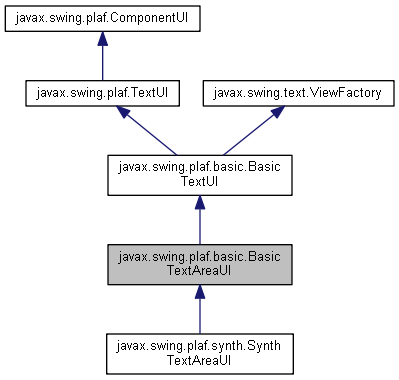 javax.swing.plaf.ComponentUI
javax.swing.plaf.TextUI
javax.swing.text.ViewFactory
javax.swing.plaf.basic.Basic
TextUI
javax.swing.plaf.basic.Basic
TextAreaUI
javax.swing.plaf.synth.Synth
TextAreaUI